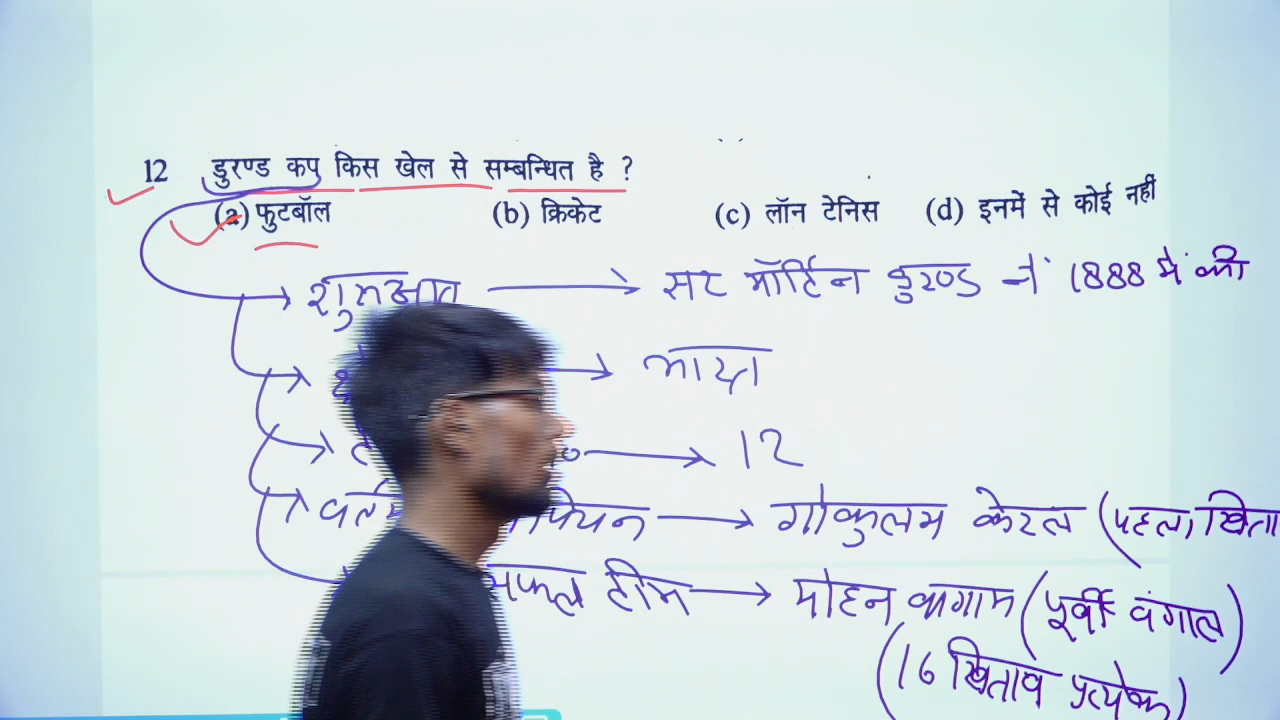 12 डुरण्ड कप किस खेल से सम्बन्धित है ?
(a) फुटबॉल (b) क्रिकेट (c) लॉन टेनिस (d) इनमें से कोई नहीं
शुरुआत → सर मॉर्टिन डुरण्ड ने 1888 में की
→ भारत
→ 12
→ गोकुलम केरल (पहला खिता
सफल टीम → मोहन बागान (पूर्वी बंगाल)
(16 खिताब प्रत्येक)